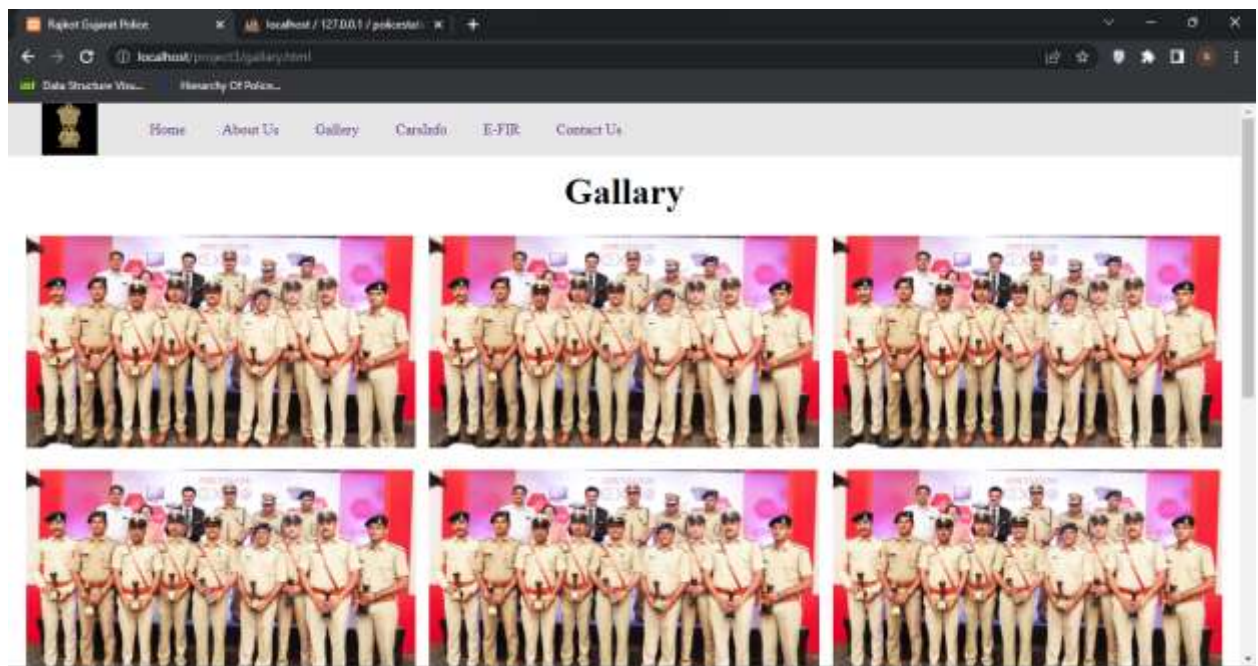 Rajkot Gujarat Police
localhost / 127.0.0.1 / policestati
localhost/project3/gallary.html
Data Structure Visu...
Hierarchy Of Police...
Home About Us Gallery CarsInfo E-FIR Contact Us
Gallary